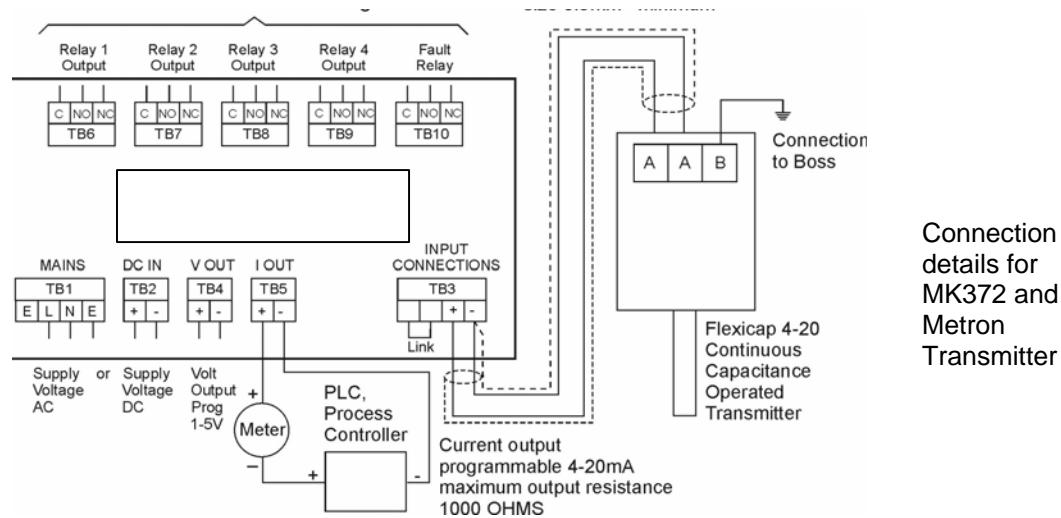 Relay 1 Output
Relay 2 Output
Relay 3 Output
Relay 4 Output
Fault Relay
C NO NC
TB6
C NO NC
TB7
C NO NC
TB8
C NO NC
TB9
C NO NC
TB10
A A B
Connection
to Boss
MAINS
TB1
E L N E
DC IN
TB2
+ -
V OUT
TB4
+ -
I OUT
TB5
+ -
INPUT
CONNECTIONS
TB3
+ -
Link
Supply
Voltage
AC
or
Supply
Voltage
DC
Volt
Output
Prog
1-5V
+
Meter
–
PLC,
Process
Controller
+ -
Current output
programmable 4-20mA
maximum output resistance
1000 OHMS
Flexicap 4-20
Continuous
Capacitance
Operated
Transmitter
Connection
details for
MK372 and
Metron
Transmitter